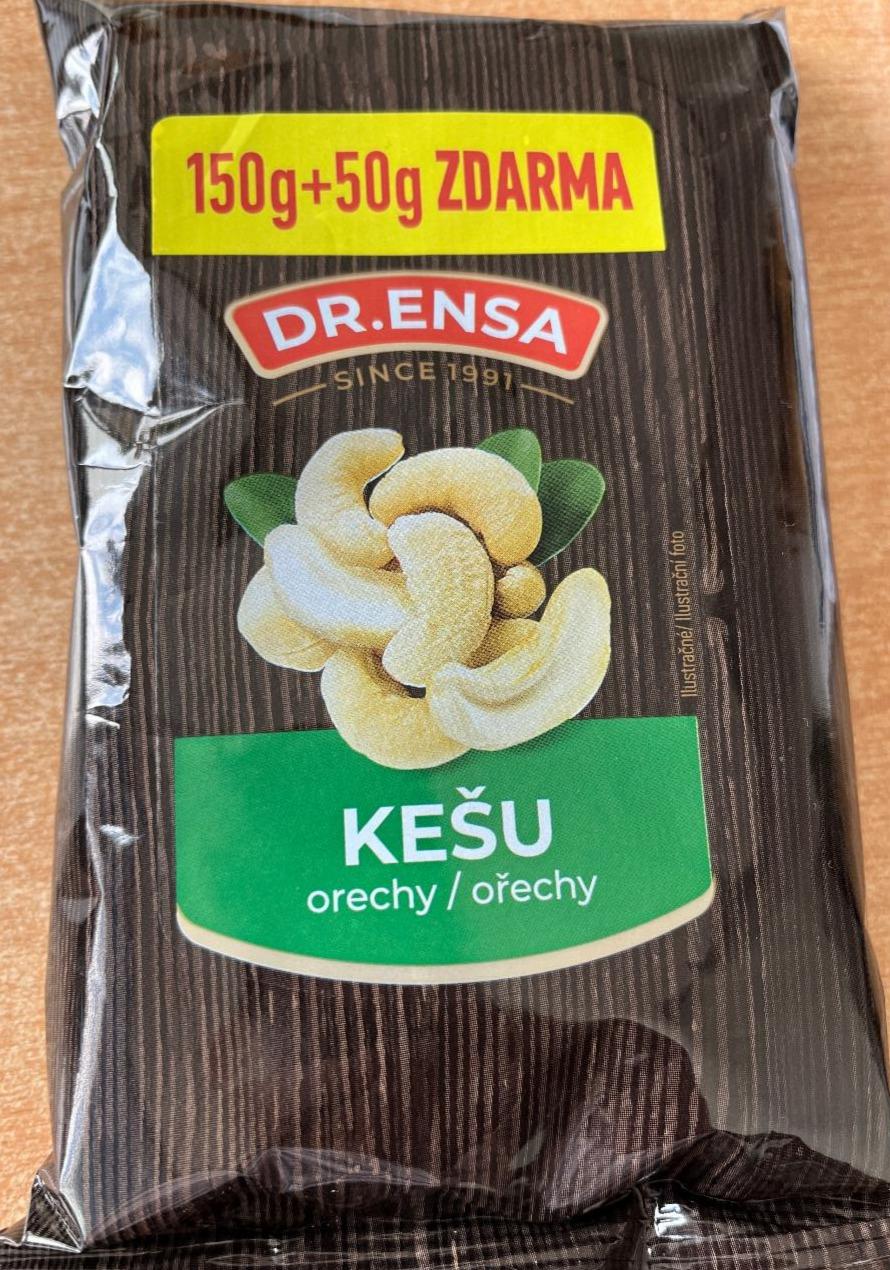 150g+50g ZDARMA
DR.ENSA
SINCE 1991
Ilustračné/ Ilustrační foto
KEŠU
orechy / ořechy